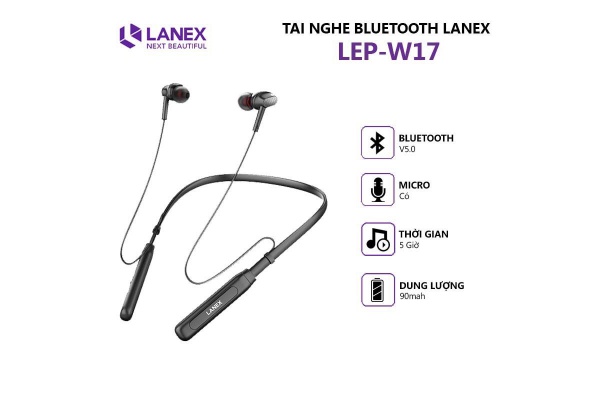 LANEX
NEXT BEAUTIFUL
TAI NGHE BLUETOOTH LANEX
LEP-W17
BLUETOOTH
V5.0
MICRO
Có
THỜI GIAN
5 Giờ
DUNG LƯỢNG
90mah
LANEX